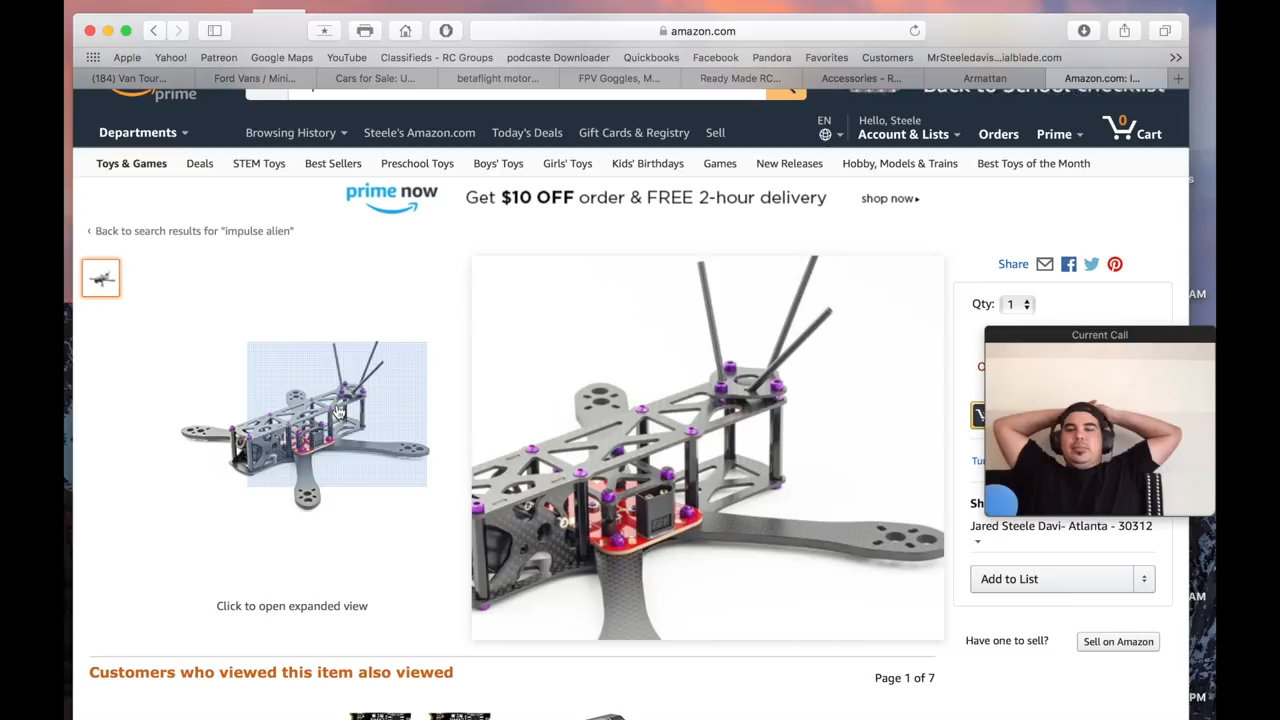 amazon.com
Apple Yahoo! Google Maps YouTube Classifieds - RC Groups podcaste Downloader Quickbooks Facebook Pandora Favorites Customers MrSteeledavis...ialblade.com
(184) Van Tour... Ford Vans / Mini... Cars for Sale: U... betaflight motor... FPV Goggles, M... Ready Made RC... Accessories - R... Armattan Amazon.com: I...
prime
Back to School Checklist
Departments Browsing History Steele's Amazon.com Today's Deals Gift Cards & Registry Sell EN Hello, Steele Account & Lists Orders Prime 0 Cart
Toys & Games Deals STEM Toys Best Sellers Preschool Toys Boys' Toys Girls' Toys Kids' Birthdays Games New Releases Hobby, Models & Trains Best Toys of the Month
prime now Get $10 OFF order & FREE 2-hour delivery shop now
Back to search results for "impulse alien"
Share
AM
Qty: 1
Current Call
Jared Steele Davi- Atlanta - 30312
Add to List
AM
Click to open expanded view
Have one to sell? Sell on Amazon
Customers who viewed this item also viewed
Page 1 of 7
PM